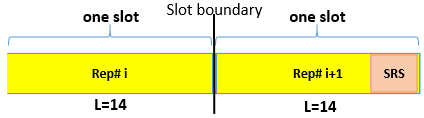 Slot boundary
one slot
one slot
Rep# i
Rep# i+1
SRS
L=14
L=14